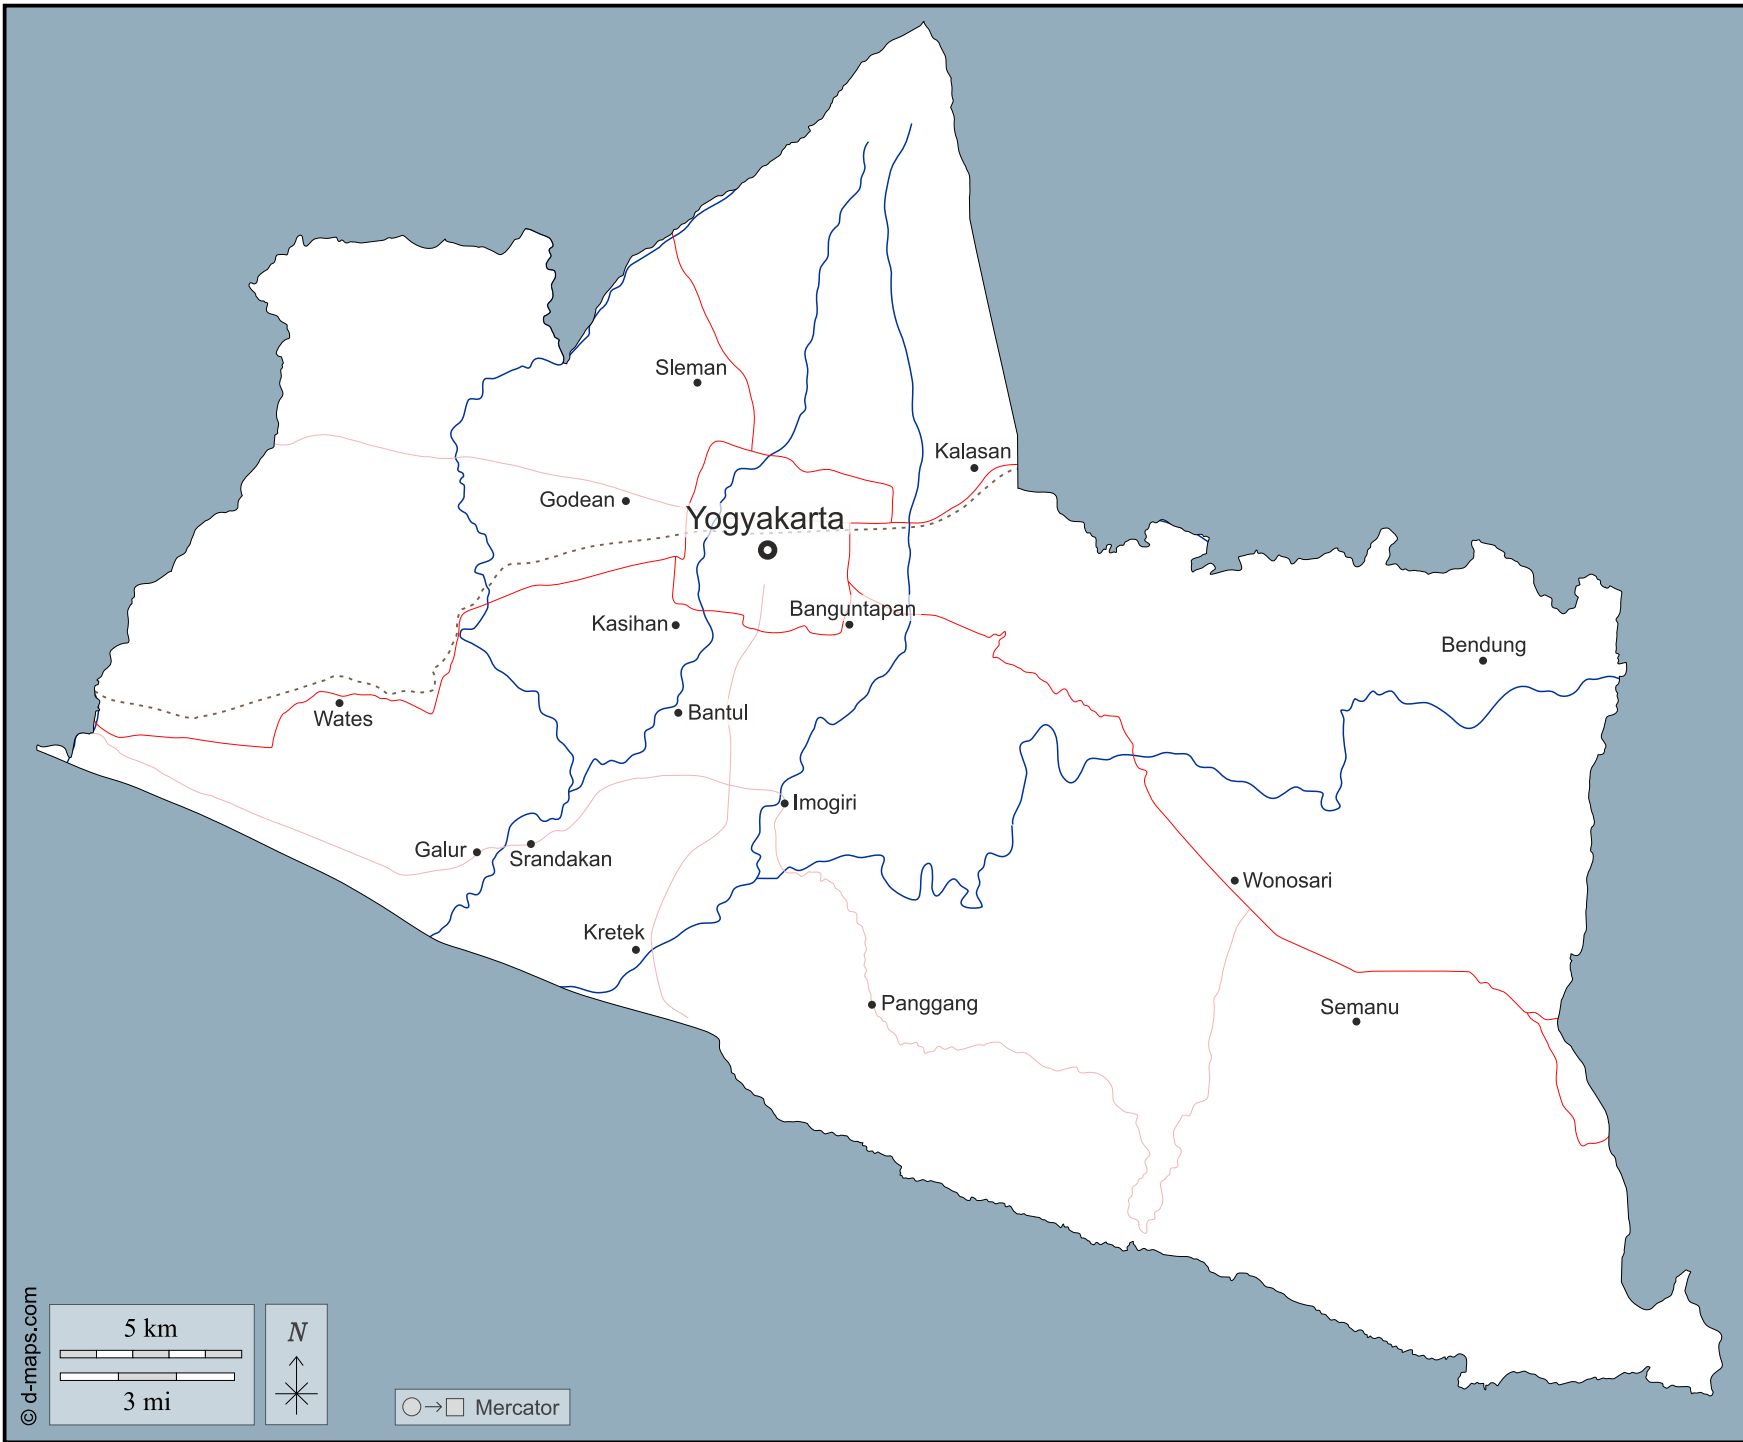 Sleman
Kalasan
Godean
Yogyakarta
Banguntapan
Kasihan
Bendung
Wates
Bantul
Imogiri
Galur
Srandakan
Wonosari
Kretek
Panggang
Semanu
© d-maps.com
5 km
3 mi
N
Mercator